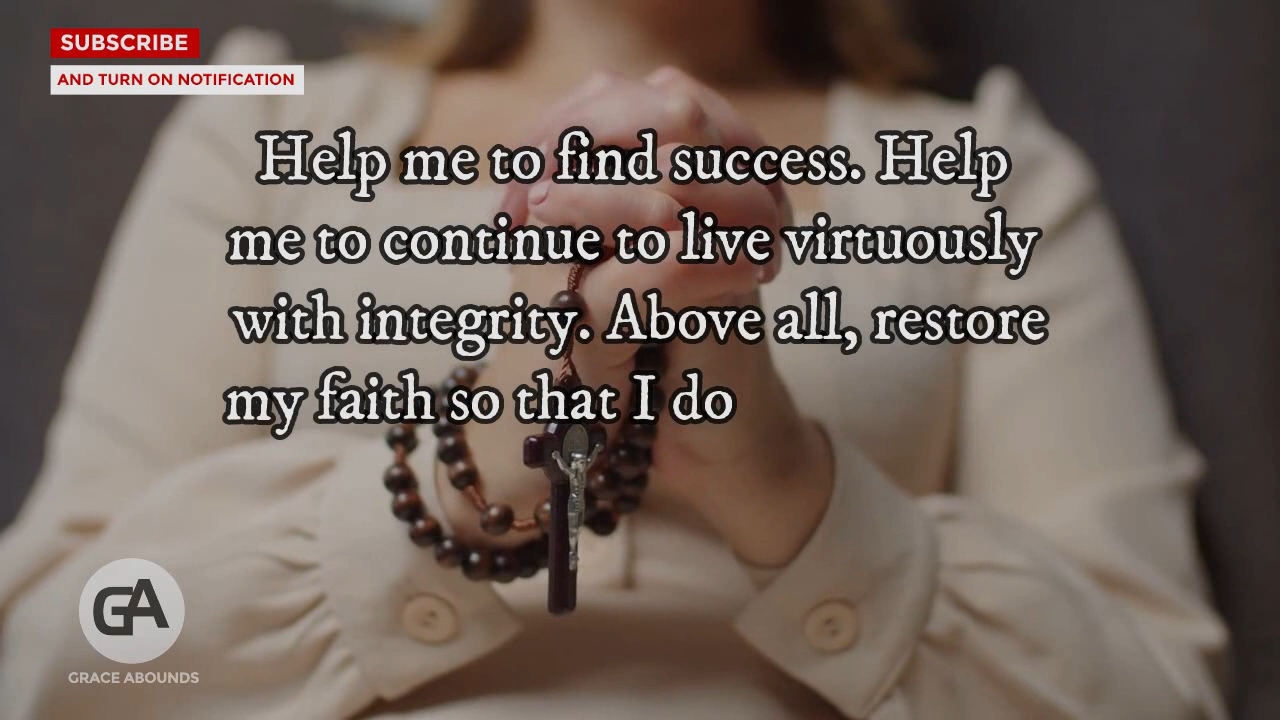 SUBSCRIBE
AND TURN ON NOTIFICATION
Help me to find success. Help
me to continue to live virtuously
with integrity. Above all, restore
my faith so that I do
GA
GRACE ABOUNDS